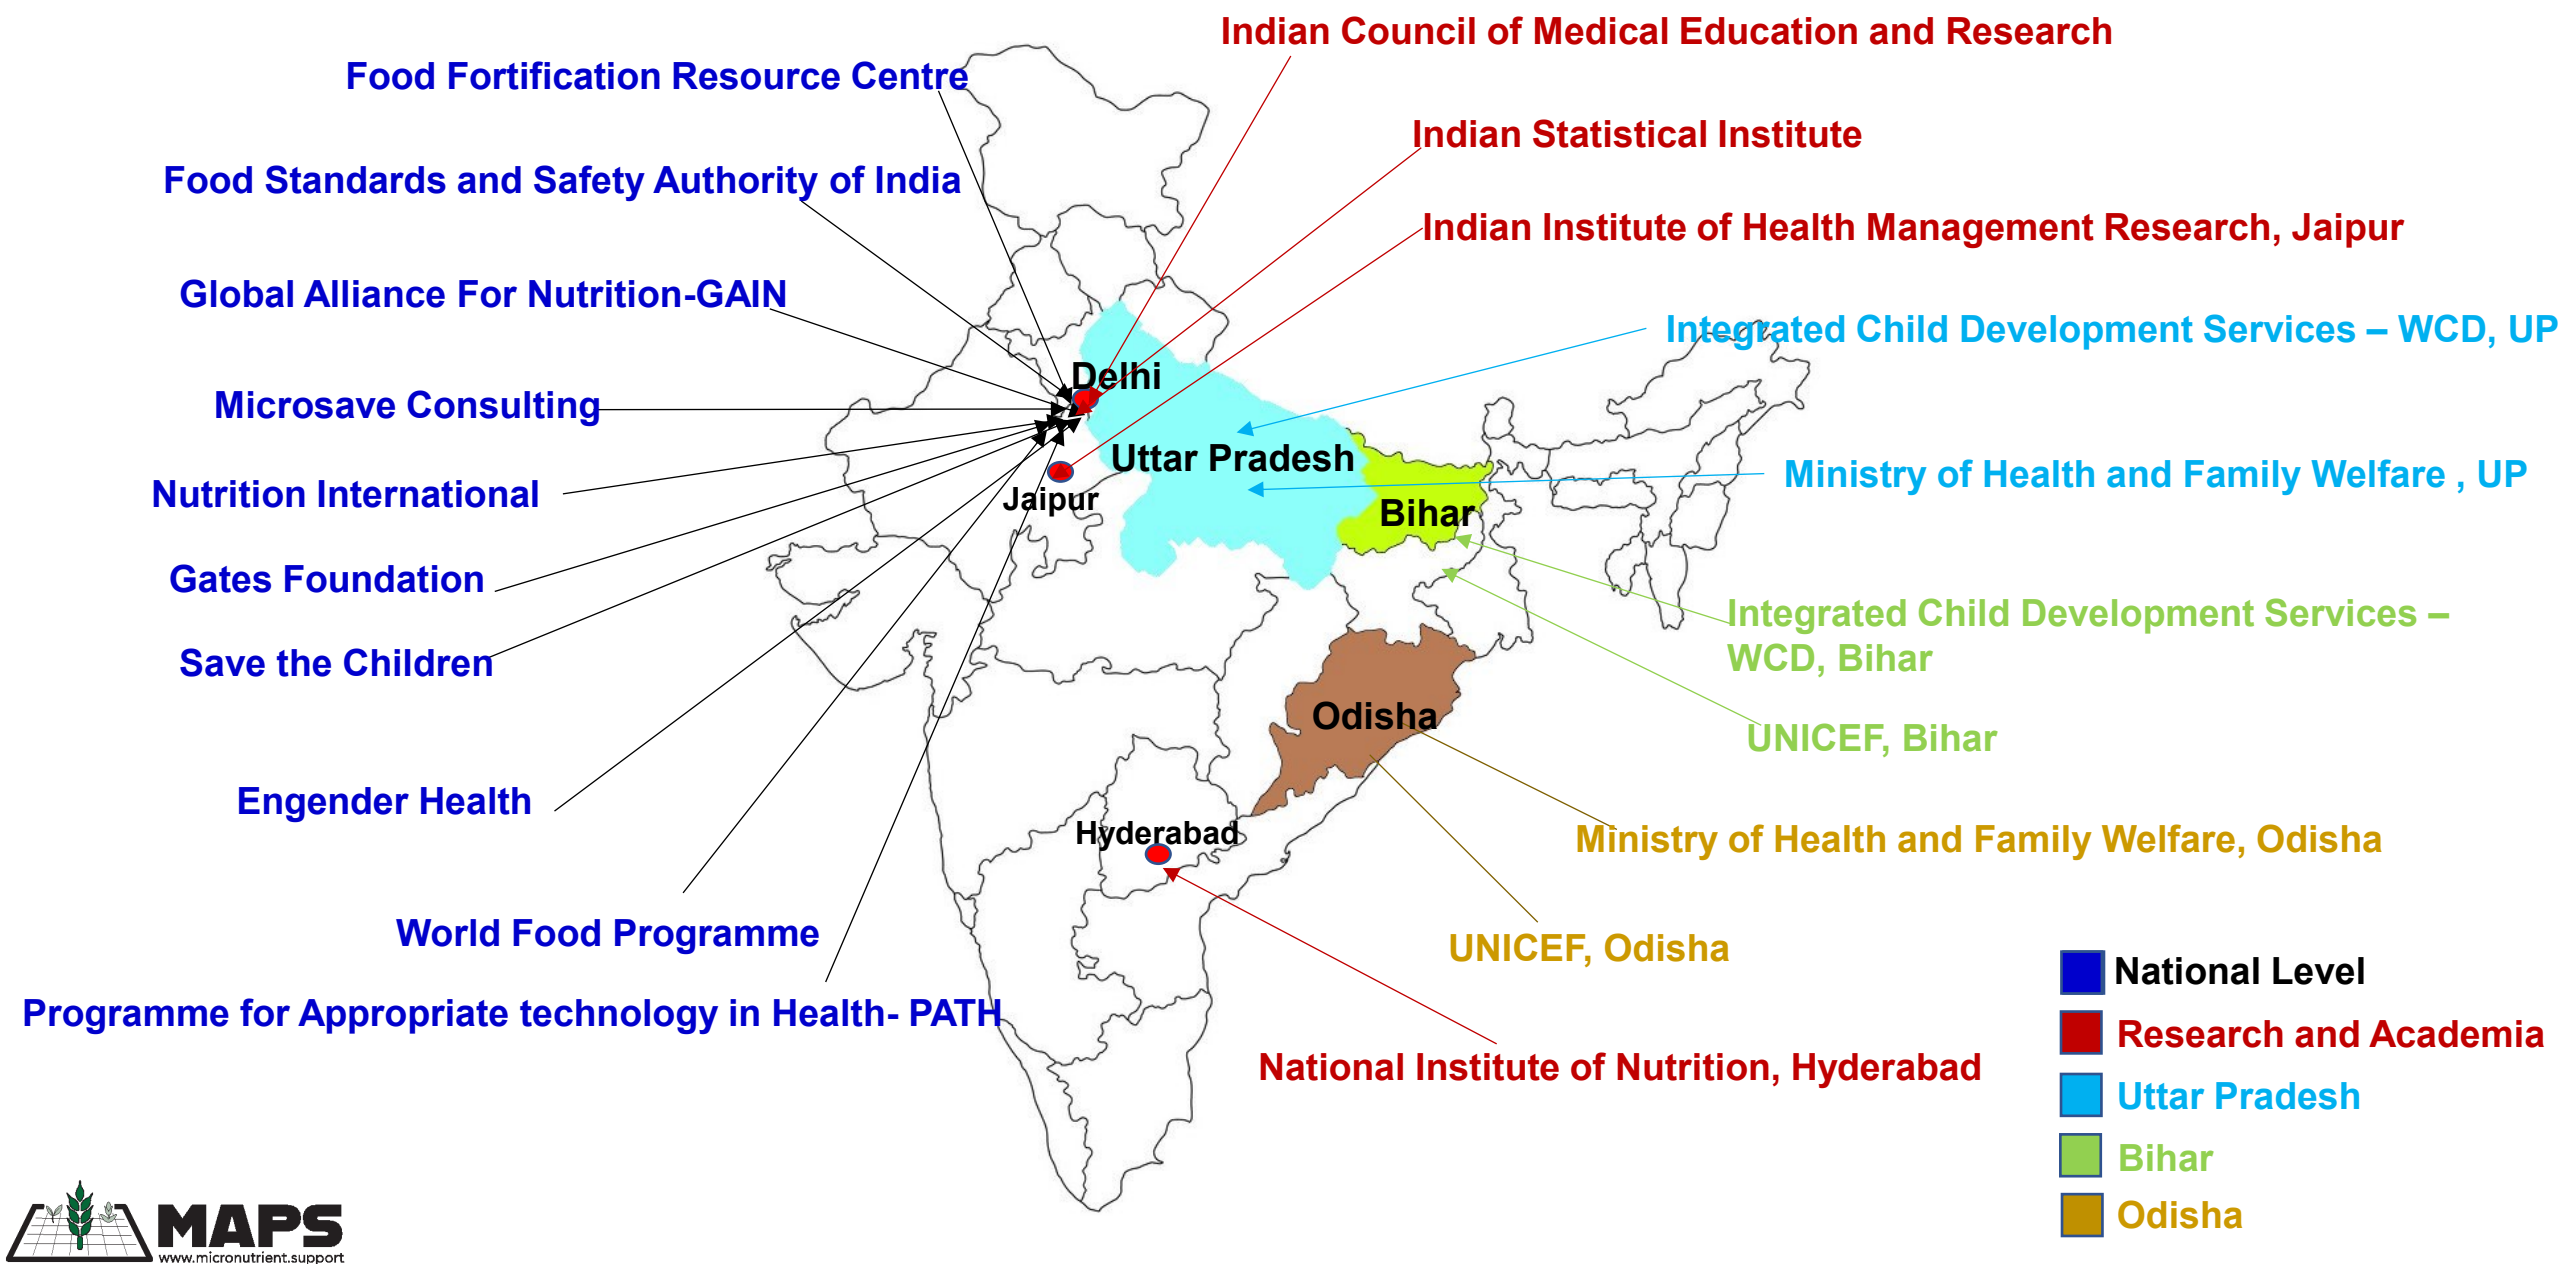 Indian Council of Medical Education and Research
Food Fortification Resource Centre
Indian Statistical Institute
Food Standards and Safety Authority of India
Indian Institute of Health Management Research, Jaipur
Global Alliance For Nutrition-GAIN
Integrated Child Development Services – WCD, UP
Delhi
Microsave Consulting
Uttar Pradesh
Ministry of Health and Family Welfare , UP
Nutrition International
Jaipur
Bihar
Gates Foundation
Integrated Child Development Services –
WCD, Bihar
Save the Children
Odisha
UNICEF, Bihar
Engender Health
Hyderabad
Ministry of Health and Family Welfare, Odisha
World Food Programme
UNICEF, Odisha
Programme for Appropriate technology in Health- PATH
National Institute of Nutrition, Hyderabad
National Level
Research and Academia
Uttar Pradesh
Bihar
Odisha
MAPS
www.micronutrient.support